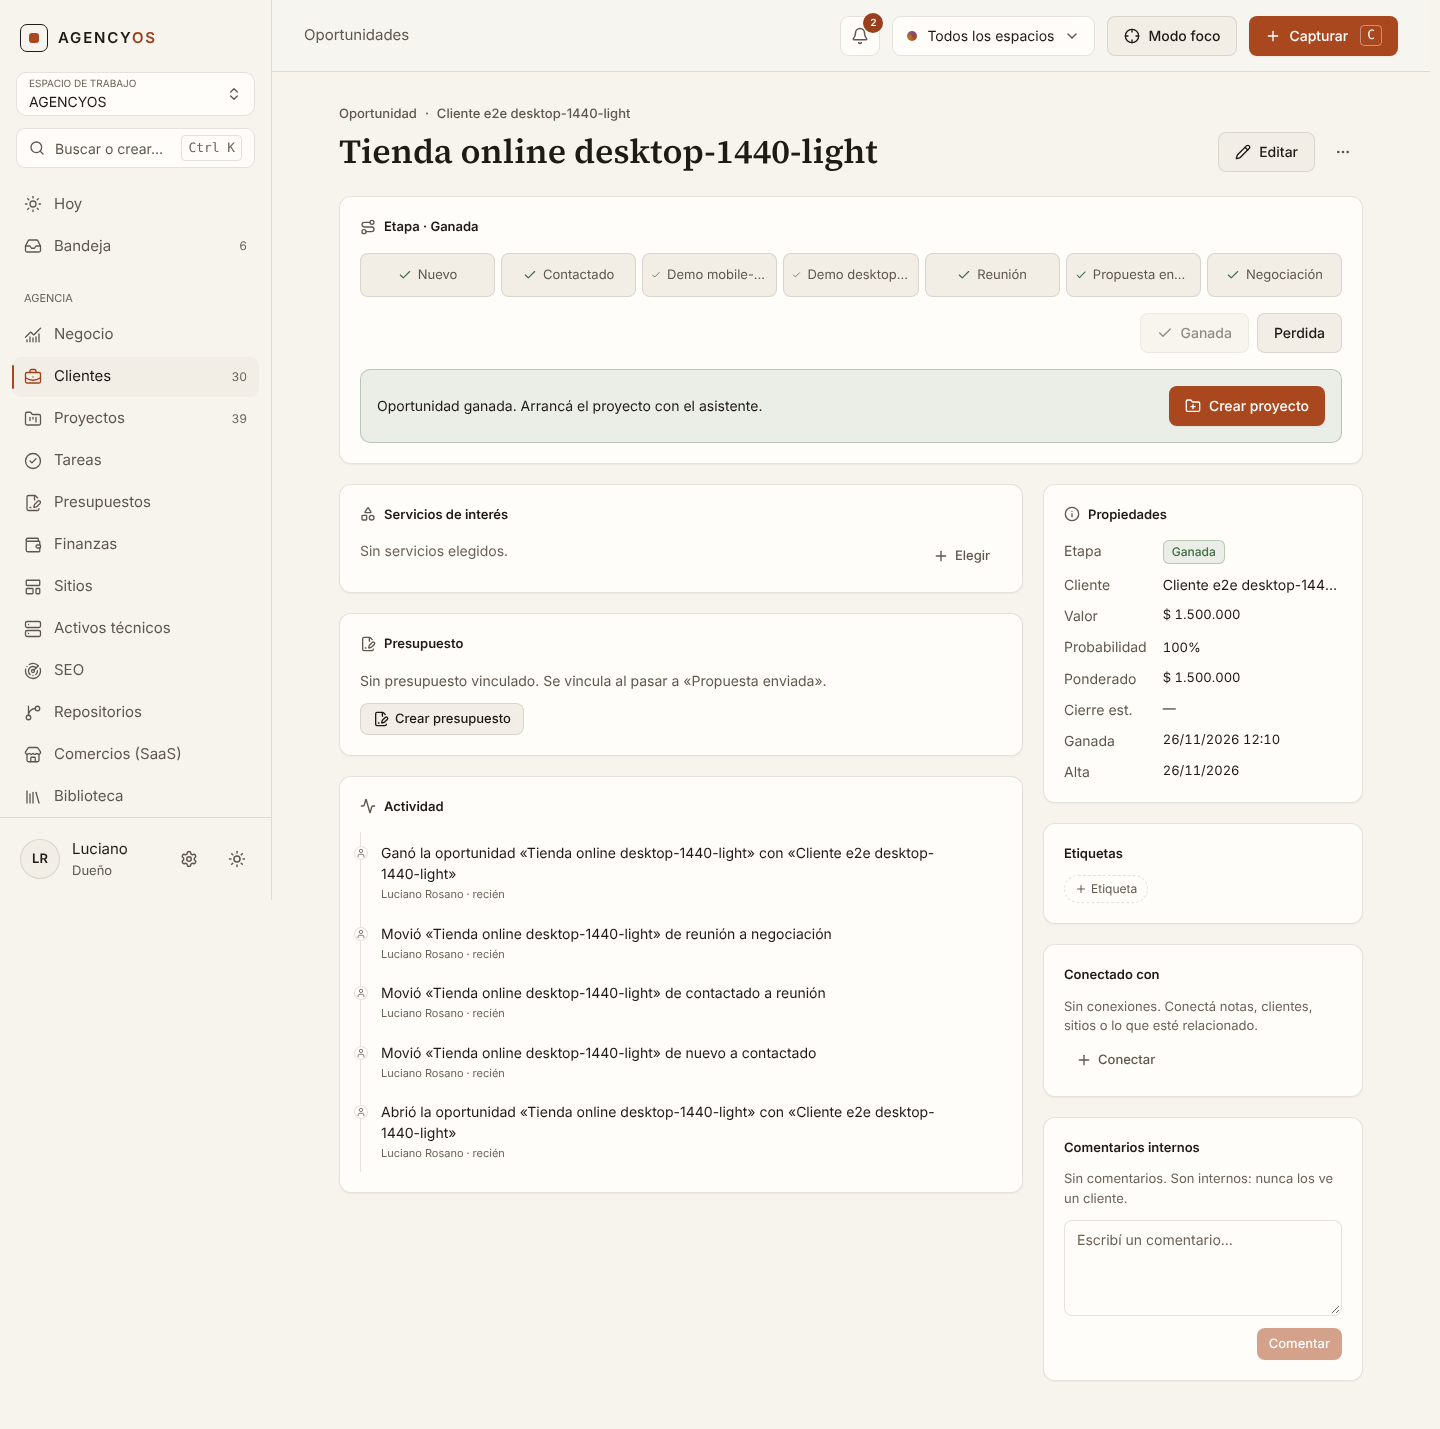 AGENCYOS
ESPACIO DE TRABAJO
AGENCYOS
Buscar o crear... Ctrl K
Hoy
Bandeja 6
AGENCIA
Negocio
Clientes 30
Proyectos 39
Tareas
Presupuestos
Finanzas
Sitios
Activos técnicos
SEO
Repositorios
Comercios (SaaS)
Biblioteca
LR
Luciano
Dueño
Oportunidades
2
Todos los espacios
Modo foco
Capturar C
Oportunidad · Cliente e2e desktop-1440-light
Tienda online desktop-1440-light
Editar
Etapa · Ganada
Nuevo
Contactado
Demo mobile-...
Demo desktop...
Reunión
Propuesta en...
Negociación
Ganada
Perdida
Oportunidad ganada. Arrancá el proyecto con el asistente.
Crear proyecto
Servicios de interés
Sin servicios elegidos.
Elegir
Presupuesto
Sin presupuesto vinculado. Se vincula al pasar a «Propuesta enviada».
Crear presupuesto
Actividad
Ganó la oportunidad «Tienda online desktop-1440-light» con «Cliente e2e desktop-
1440-light»
Luciano Rosano · recién
Movió «Tienda online desktop-1440-light» de reunión a negociación
Luciano Rosano · recién
Movió «Tienda online desktop-1440-light» de contactado a reunión
Luciano Rosano · recién
Movió «Tienda online desktop-1440-light» de nuevo a contactado
Luciano Rosano · recién
Abrió la oportunidad «Tienda online desktop-1440-light» con «Cliente e2e desktop-
1440-light»
Luciano Rosano · recién
Propiedades
Etapa Ganada
Cliente Cliente e2e desktop-144...
Valor $ 1.500.000
Probabilidad 100%
Ponderado $ 1.500.000
Cierre est. —
Ganada 26/11/2026 12:10
Alta 26/11/2026
Etiquetas
+ Etiqueta
Conectado con
Sin conexiones. Conectá notas, clientes,
sitios o lo que esté relacionado.
Conectar
Comentarios internos
Sin comentarios. Son internos: nunca los ve
un cliente.
Escribí un comentario...
Comentar